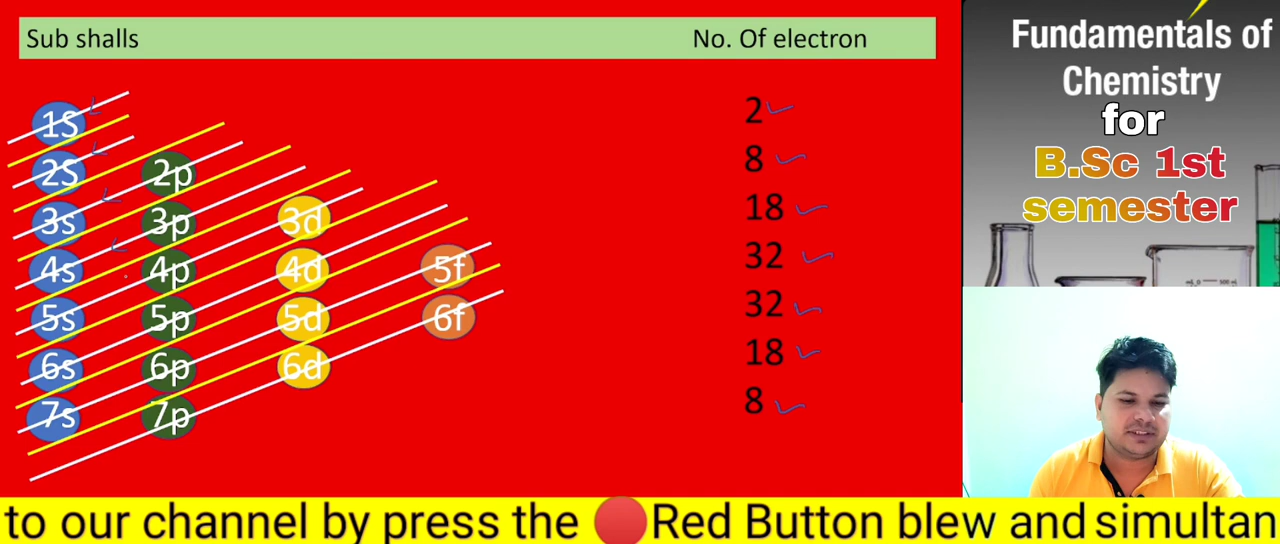 Sub shalls No. Of electron
1S 2
2S 2p 8
3s 3p 3d 18
4s 4p 4d 5f 32
5s 5p 5d 6f 32
6s 6p 6d 18
7s 7p 8
Fundamentals of
Chemistry
for
B.Sc 1st
semester
to our channel by press the Red Button blew and simultan